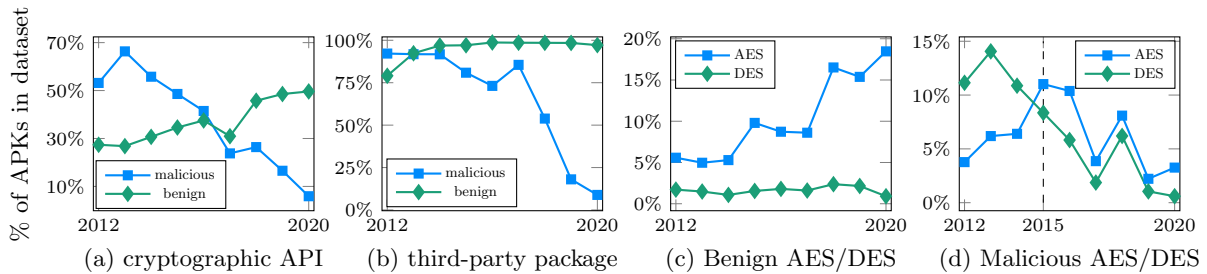 % of APKs in dataset
70%
50%
30%
10%
malicious
benign
2012
2020
(a) cryptographic API
100%
75%
50%
25%
0%
malicious
benign
2012
2020
(b) third-party package
20%
15%
10%
5%
0%
AES
DES
2012
2020
(c) Benign AES/DES
15%
10%
5%
0%
AES
DES
2012
2015
2020
(d) Malicious AES/DES